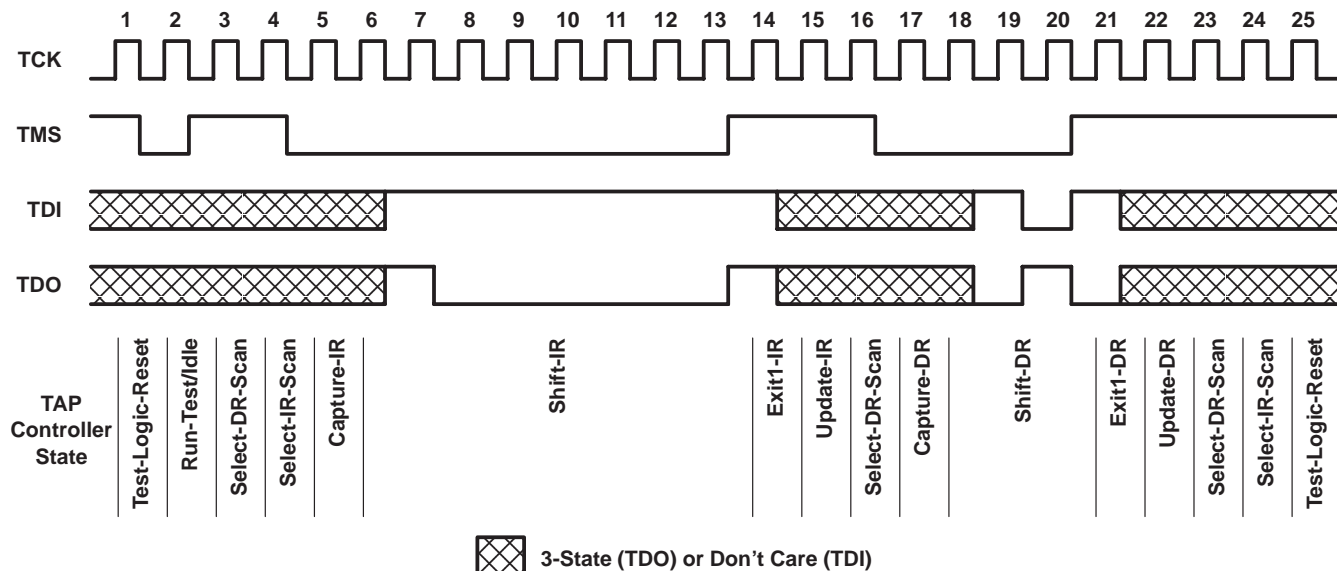 1 2 3 4 5 6 7 8 9 10 11 12 13 14 15 16 17 18 19 20 21 22 23 24 25
TCK
TMS
TDI
TDO
TAP
Controller
State
Test-Logic-Reset
Run-Test/Idle
Select-DR-Scan
Select-IR-Scan
Capture-IR
Shift-IR
Exit1-IR
Update-IR
Select-DR-Scan
Capture-DR
Shift-DR
Exit1-DR
Update-DR
Select-DR-Scan
Select-IR-Scan
Test-Logic-Reset
3-State (TDO) or Don't Care (TDI)